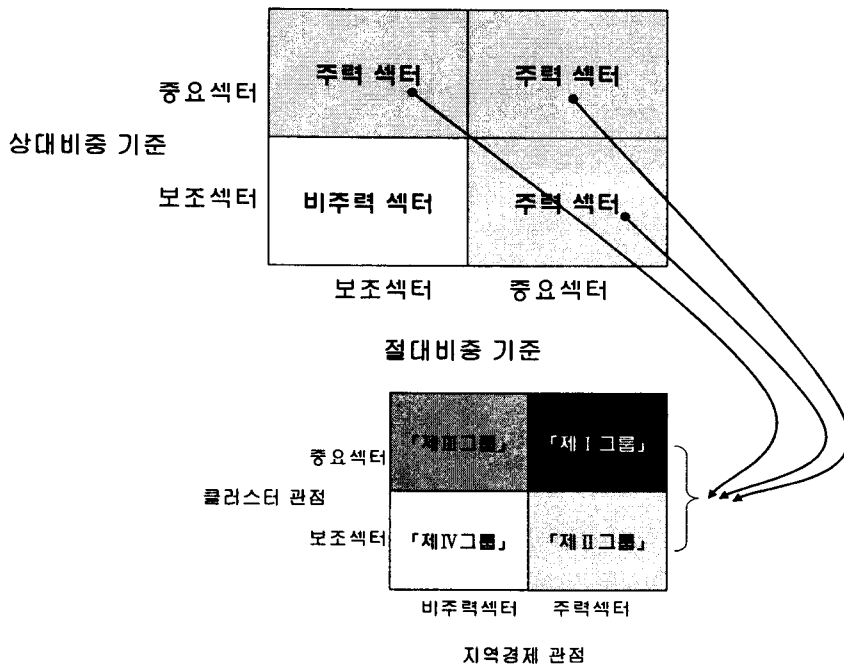 주력 섹터 주력 섹터
중요섹터
상대비중 기준
보조섹터 비주력 섹터 주력 섹터
보조섹터 중요섹터
절대비중 기준
「제Ⅲ그룹」 「제Ⅰ그룹」
중요섹터
클러스터 관점
보조섹터 「제Ⅳ그룹」 「제Ⅱ그룹」
비주력섹터 주력섹터
지역경제 관점